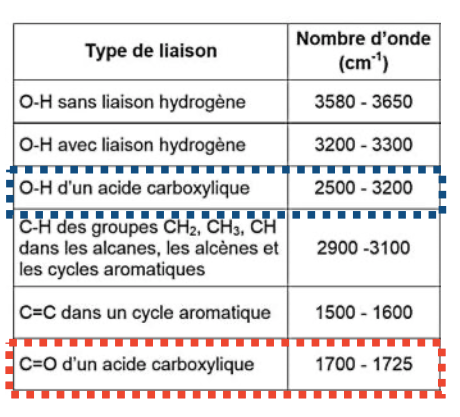 Type de liaison
Nombre d'onde
(cm⁻¹)
O-H sans liaison hydrogène
3580 - 3650
O-H avec liaison hydrogène
3200 - 3300
O-H d'un acide carboxylique
2500 - 3200
C-H des groupes CH₂, CH₃, CH
dans les alcanes, les alcènes et
les cycles aromatiques
2900 -3100
C=C dans un cycle aromatique
1500 - 1600
C=O d'un acide carboxylique
1700 - 1725